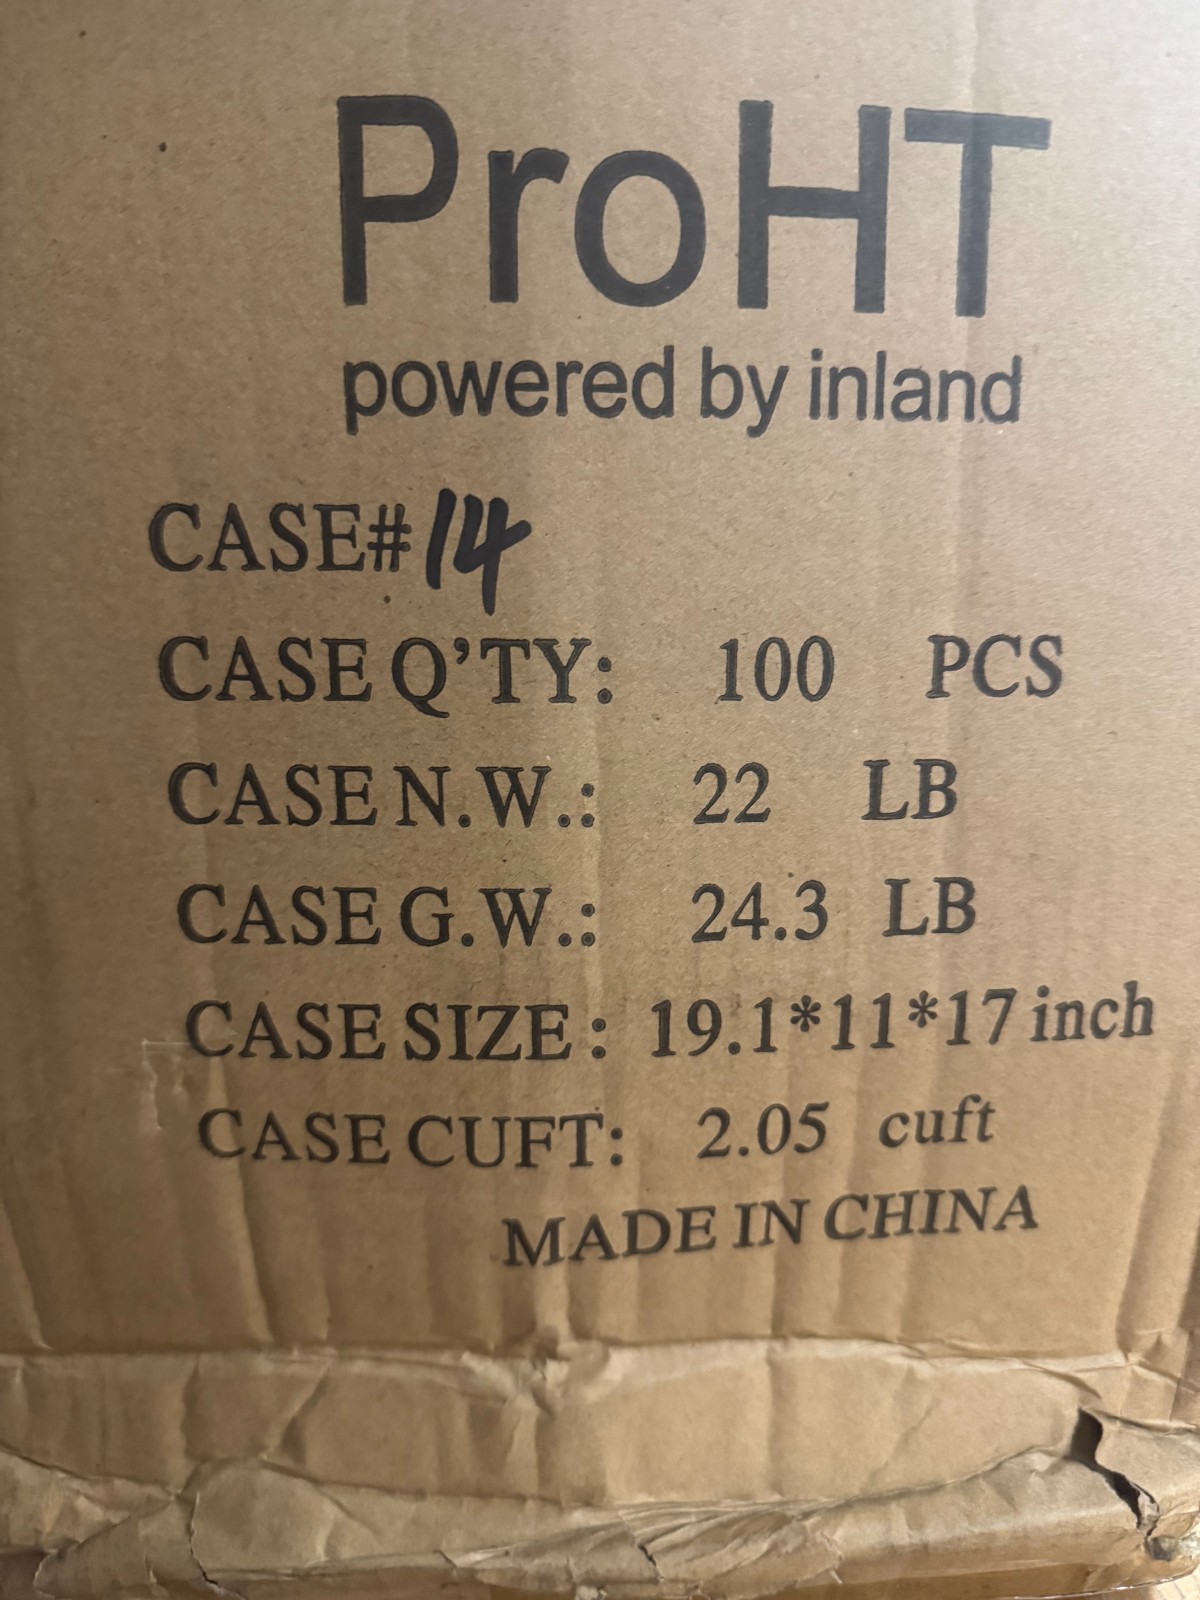 ProHT
powered by inland
CASE#14
CASE Q'TY: 100 PCS
CASE N.W.: 22 LB
CASE G.W.: 24.3 LB
CASE SIZE: 19.1*11*17 inch
CASE CUFT: 2.05 cuft
MADE IN CHINA